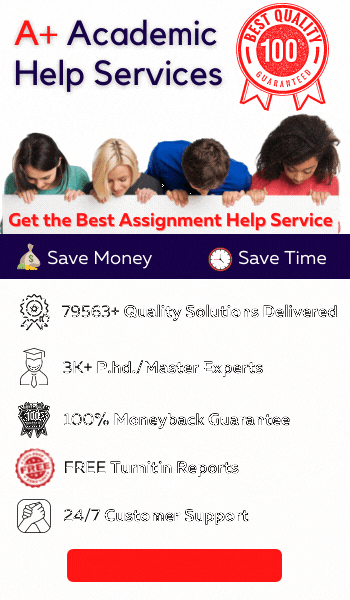 A+ Academic
Help Services
BEST QUALITY
100
GUARANTEED
Get the Best Assignment Help Service
Save Money
Save Time
79563+ Quality Solutions Delivered
3K+ P.hd./Master Experts
100% Moneyback Guarantee
FREE
FREE Turnitin Reports
24/7 Customer Support